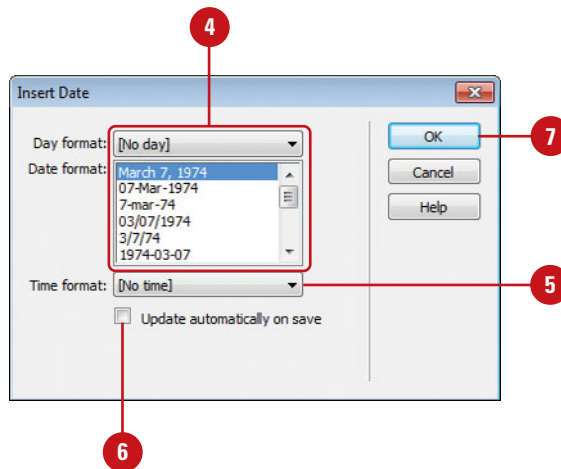 4
Insert Date
Day format: [No day]
OK
7
Date format: March 7, 1974
07-Mar-1974
7-mar-74
03/07/1974
3/7/74
1974-03-07
Cancel
Help
Time format: [No time]
5
Update automatically on save
6